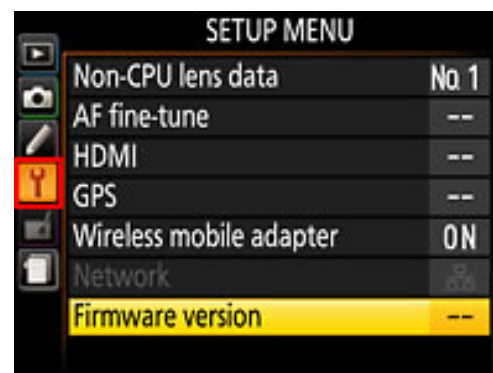 SETUP MENU
Non-CPU lens data No. 1
AF fine-tune --
HDMI --
GPS --
Wireless mobile adapter ON
Network
Firmware version --